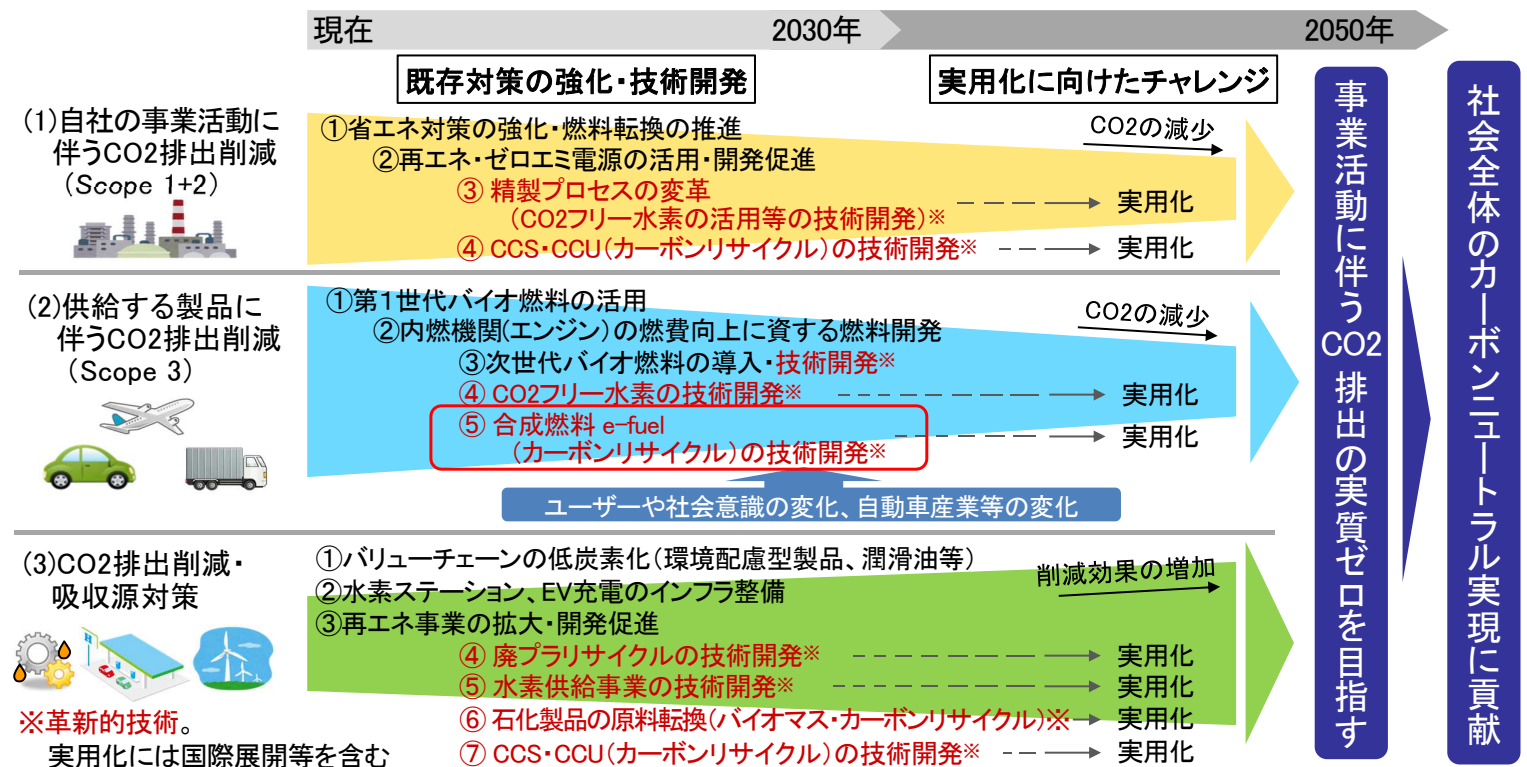 現在
2030年
2050年
既存対策の強化・技術開発
実用化に向けたチャレンジ
(1)自社の事業活動に
伴うCO2排出削減
(Scope 1+2)
①省エネ対策の強化・燃料転換の推進
②再エネ・ゼロエミ電源の活用・開発促進
③ 精製プロセスの変革
(CO2フリー水素の活用等の技術開発)※
④ CCS・CCU(カーボンリサイクル)の技術開発※
CO2の減少
実用化
実用化
(2)供給する製品に
伴うCO2排出削減
(Scope 3)
①第1世代バイオ燃料の活用
②内燃機関(エンジン)の燃費向上に資する燃料開発
③次世代バイオ燃料の導入・技術開発※
④ CO2フリー水素の技術開発※
⑤ 合成燃料 e-fuel
(カーボンリサイクル)の技術開発※
CO2の減少
実用化
実用化
ユーザーや社会意識の変化、自動車産業等の変化
(3)CO2排出削減・
吸収源対策
H
①バリューチェーンの低炭素化(環境配慮型製品、潤滑油等)
②水素ステーション、EV充電のインフラ整備
③再エネ事業の拡大・開発促進
④ 廃プラリサイクルの技術開発※
⑤ 水素供給事業の技術開発※
⑥ 石化製品の原料転換(バイオマス・カーボンリサイクル)※
⑦ CCS・CCU(カーボンリサイクル)の技術開発※
削減効果の増加
実用化
実用化
実用化
実用化
※革新的技術。
実用化には国際展開等を含む
事業活動に伴うCO2排出の実質ゼロを目指す
社会全体のカーボンニュートラル実現に貢献